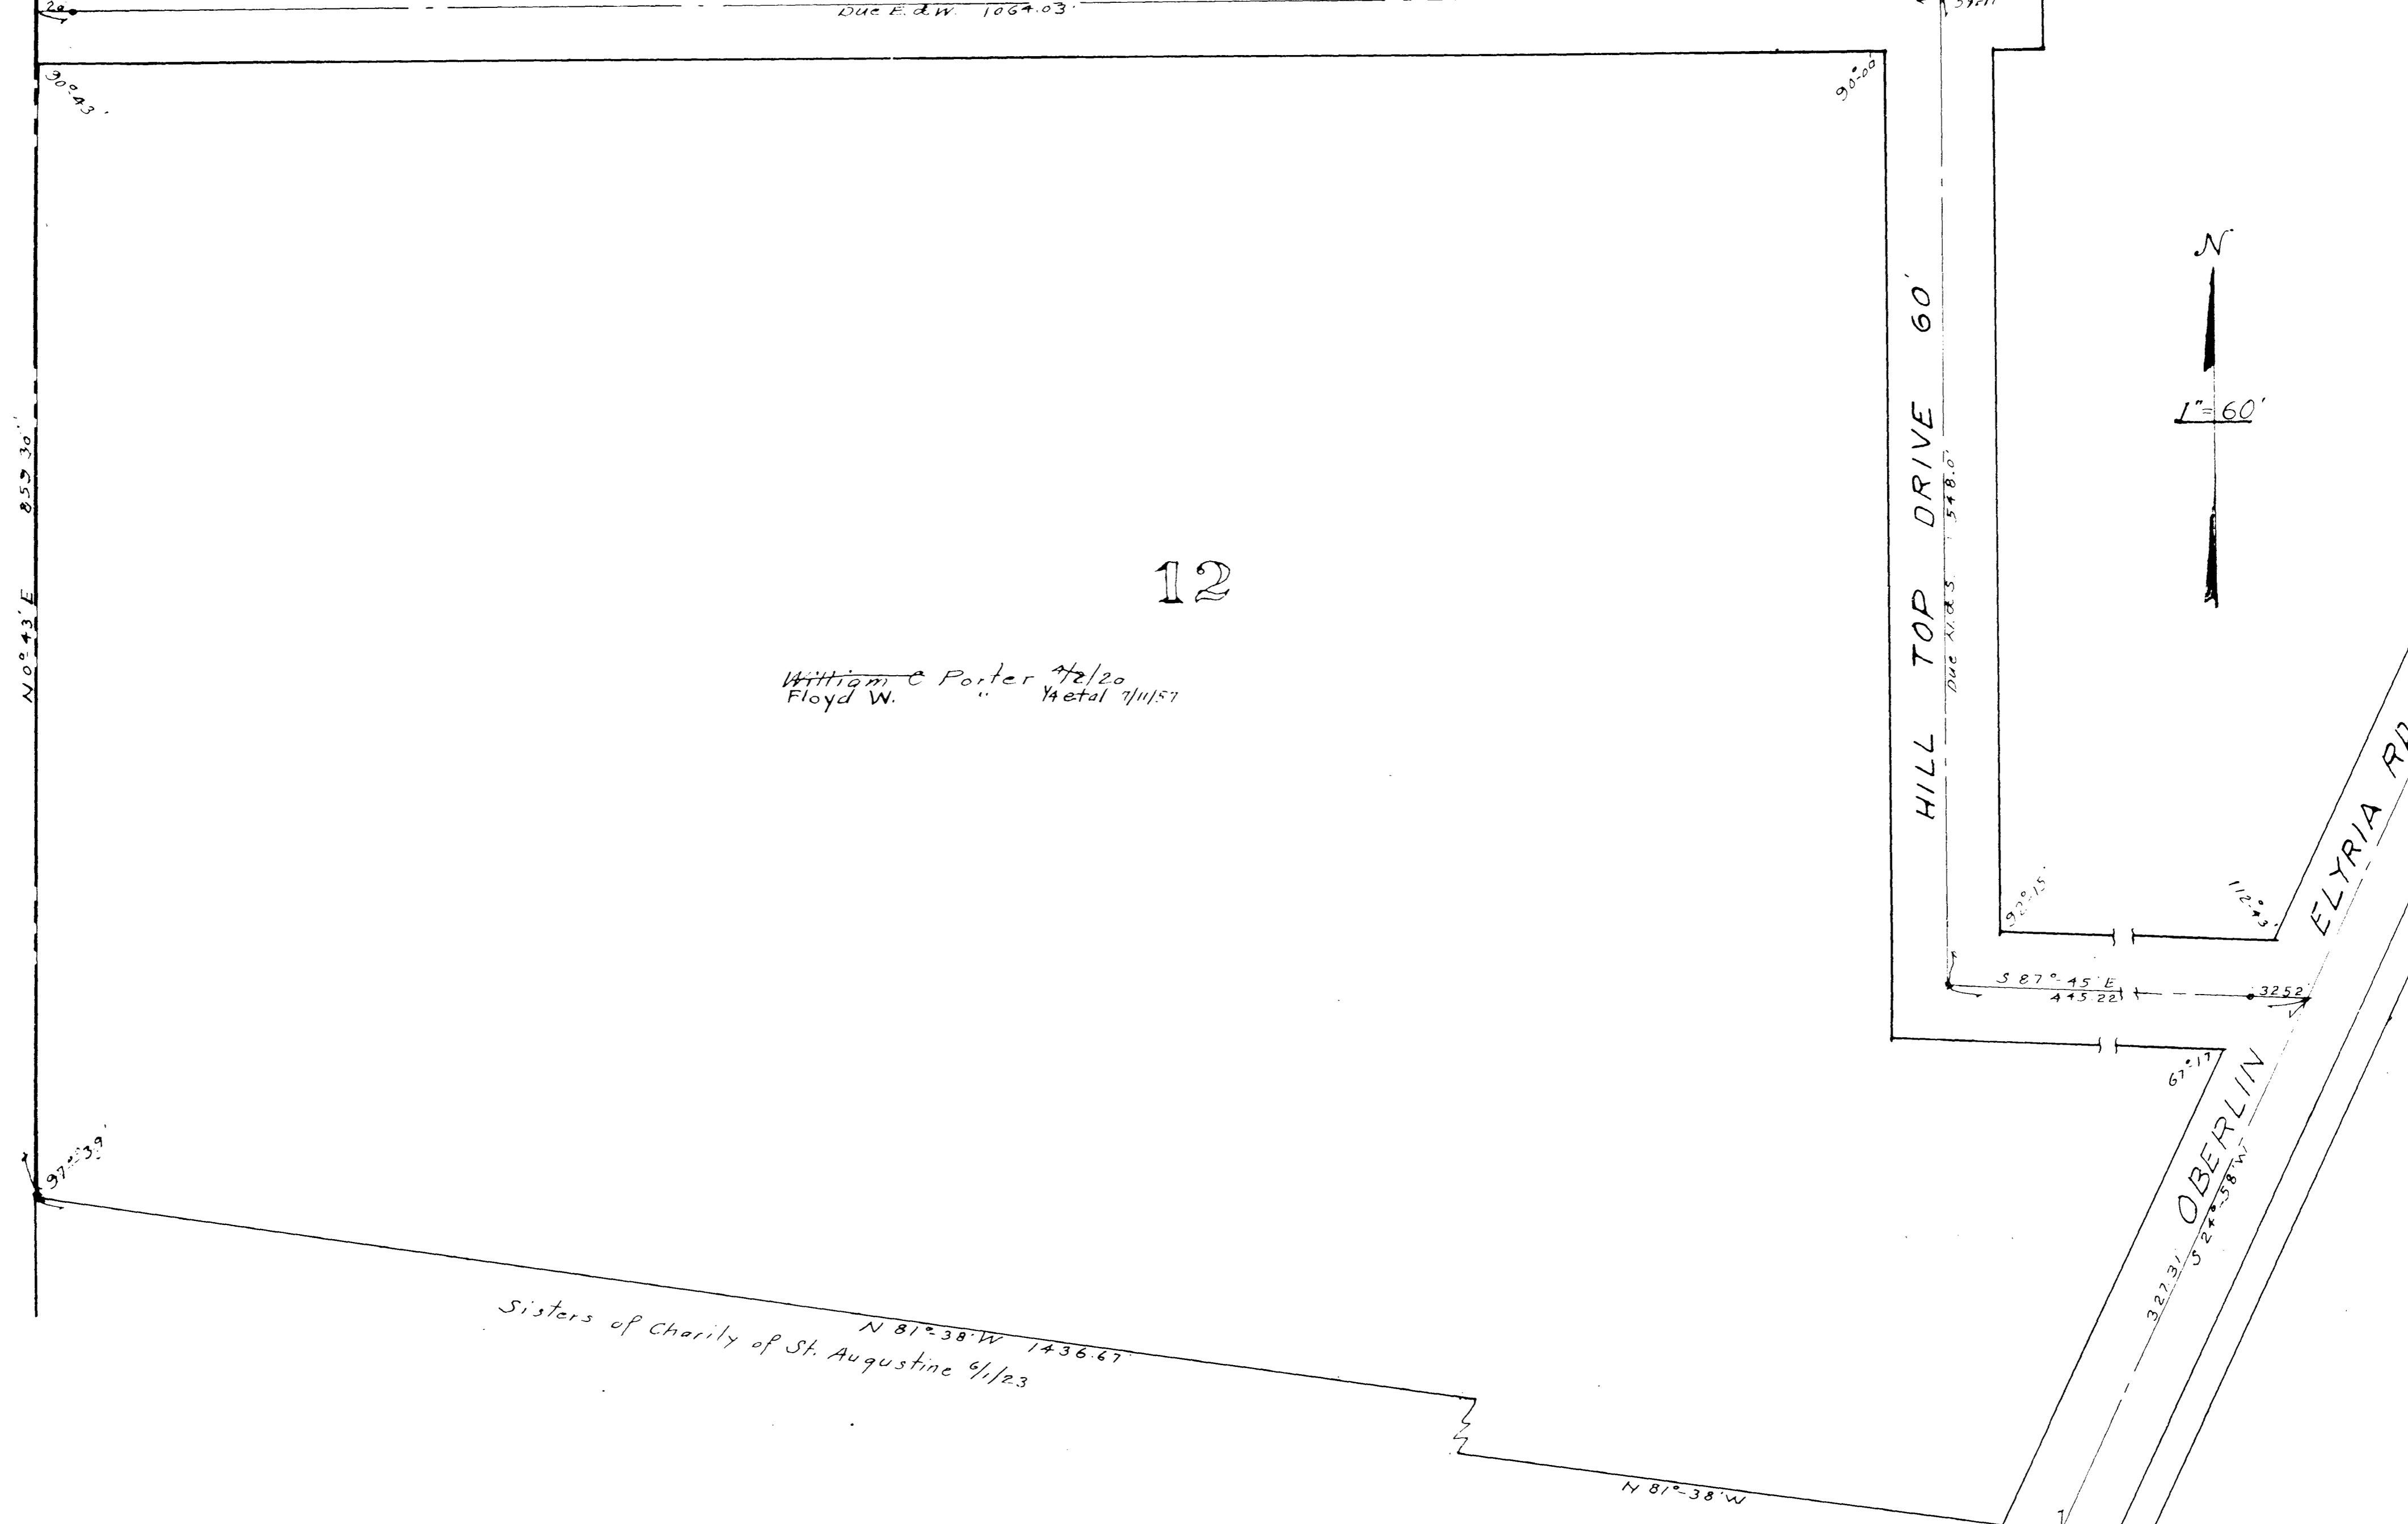 20
Due E. & W. 1064.03'
90°-43'
90°-00'
N
1"=60'
N 0°-43' E 859.30'
HILL TOP DRIVE 60'
Due N. & S. 548.0'
12
William C Porter 4/2/20
Floyd W. " 1/4 etal 7/11/57
ELYRIA RD
92°-15'
112°-43'
S 87°-45' E
445.22
32.52'
67°-17'
OBERLIN
S 24°-58' W
327.31
97°-39'
N 81°-38' W 1436.67
Sisters of Charity of St. Augustine 6/1/23
N 81°-38' W